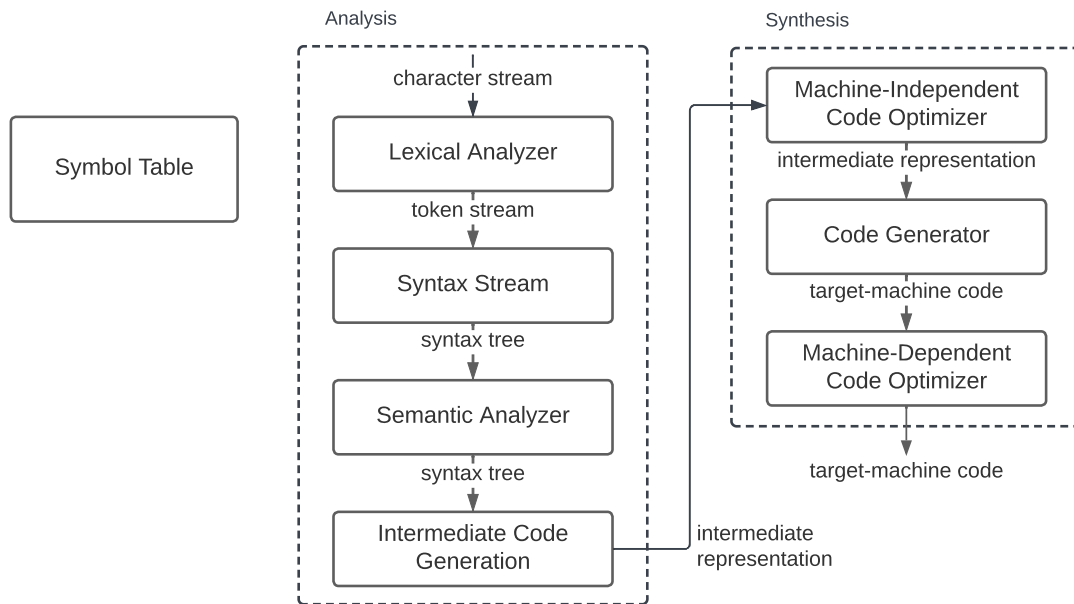 Analysis
Synthesis
Symbol Table
character stream
Lexical Analyzer
token stream
Syntax Stream
syntax tree
Semantic Analyzer
syntax tree
Intermediate Code
Generation
intermediate
representation
Machine-Independent
Code Optimizer
intermediate representation
Code Generator
target-machine code
Machine-Dependent
Code Optimizer
target-machine code